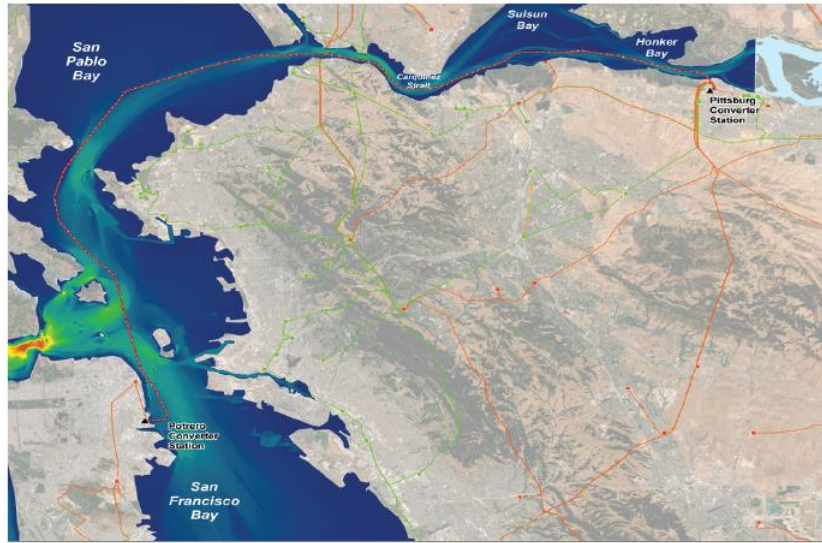 San
Pablo
Bay
Suisun
Bay
Honker
Bay
Carquinez
Strait
Pittsburg
Converter
Station
Potrero
Converter
Station
San
Francisco
Bay